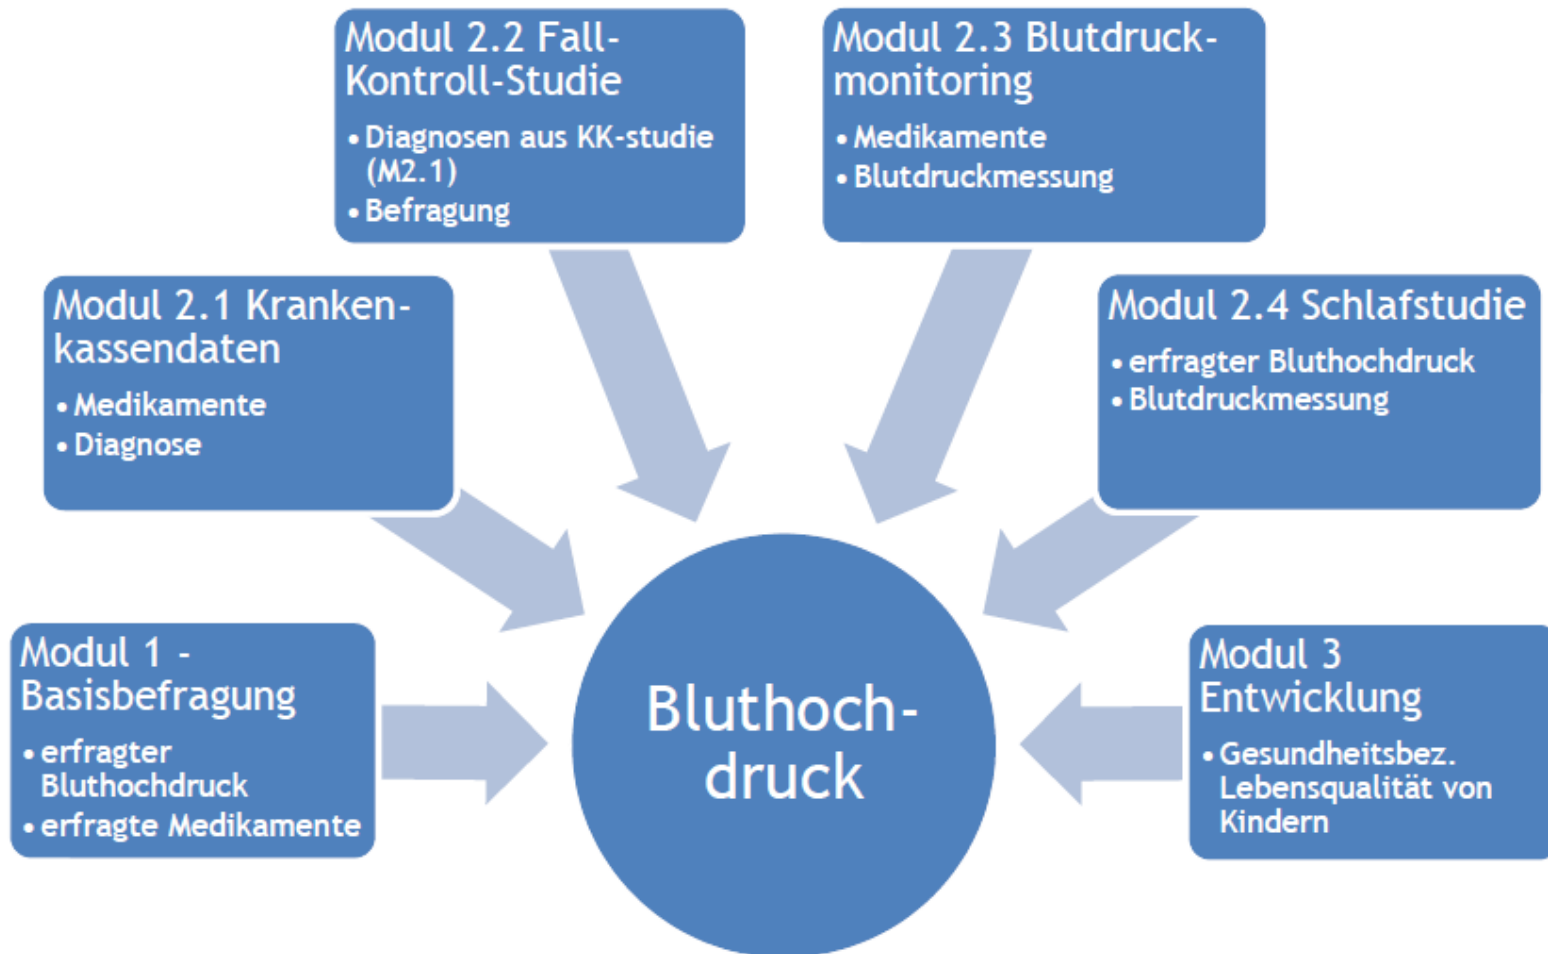 Modul 2.2 Fall-
Kontroll-Studie
• Diagnosen aus KK-studie
(M2.1)
• Befragung
Modul 2.3 Blutdruck-
monitoring
• Medikamente
• Blutdruckmessung
Modul 2.1 Kranken-
kassendaten
• Medikamente
• Diagnose
Modul 2.4 Schlafstudie
• erfragter Bluthochdruck
• Blutdruckmessung
Modul 1 -
Basisbefragung
• erfragter
Bluthochdruck
• erfragte Medikamente
Bluthoch-
druck
Modul 3
Entwicklung
• Gesundheitsbez.
Lebensqualität von
Kindern